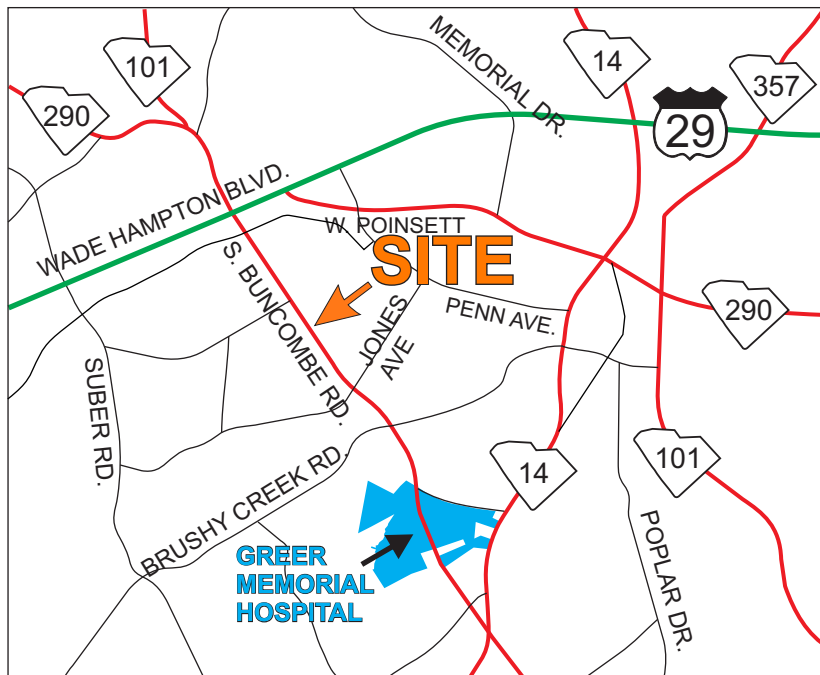 101
290
MEMORIAL DR.
14
357
29
WADE HAMPTON BLVD.
W. POINSETT
SITE
S. BUNCOMBE RD.
JONES
AVE
PENN AVE.
290
SUBER RD.
BRUSHY CREEK RD.
14
101
GREER
MEMORIAL
HOSPITAL
POPLAR DR.